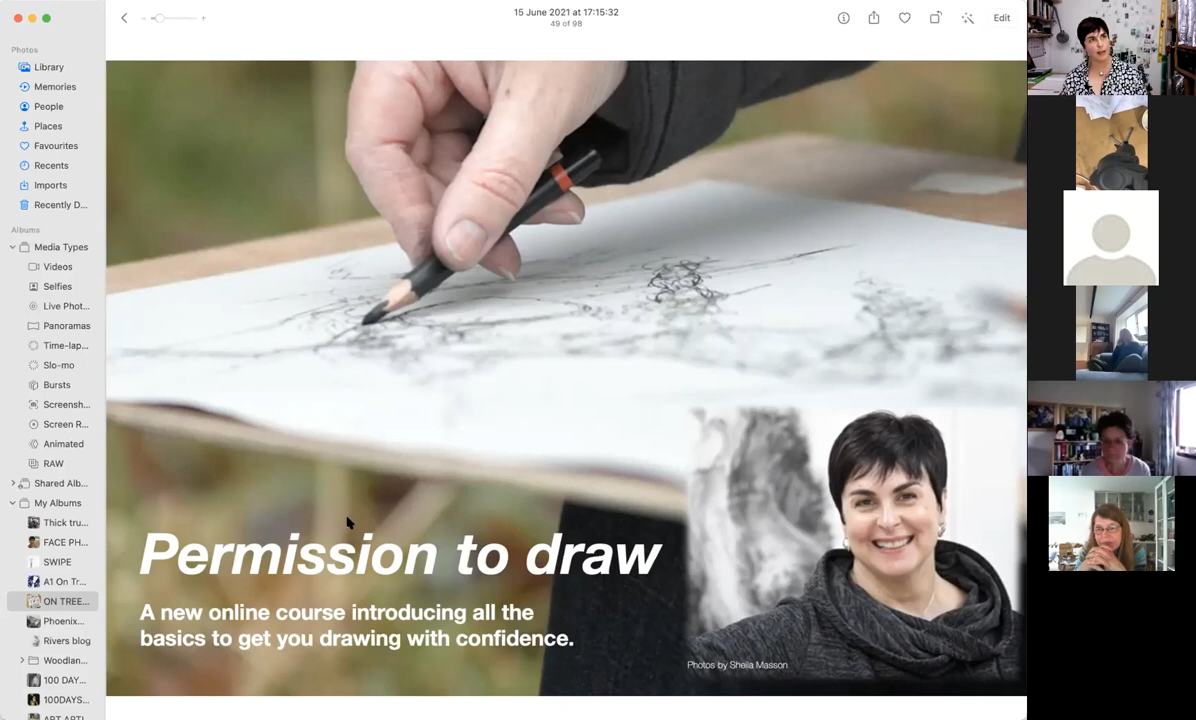 15 June 2021 at 17:15:32
49 of 98
Edit
Photos
Library
Memories
People
Places
Favourites
Recents
Imports
Recently D...
Albums
Media Types
Videos
Selfies
Live Phot...
Panoramas
Time-lap...
Slo-mo
Bursts
Screensh...
Screen R...
Animated
RAW
Shared Alb...
My Albums
Thick tru...
FACE PH...
SWIPE
A1 On Tr...
ON TREE...
Phoenix...
Rivers blog
Woodlan...
100 DAY...
100DAYS...
Permission to draw
A new online course introducing all the
basics to get you drawing with confidence.
Photos by Sheila Masson